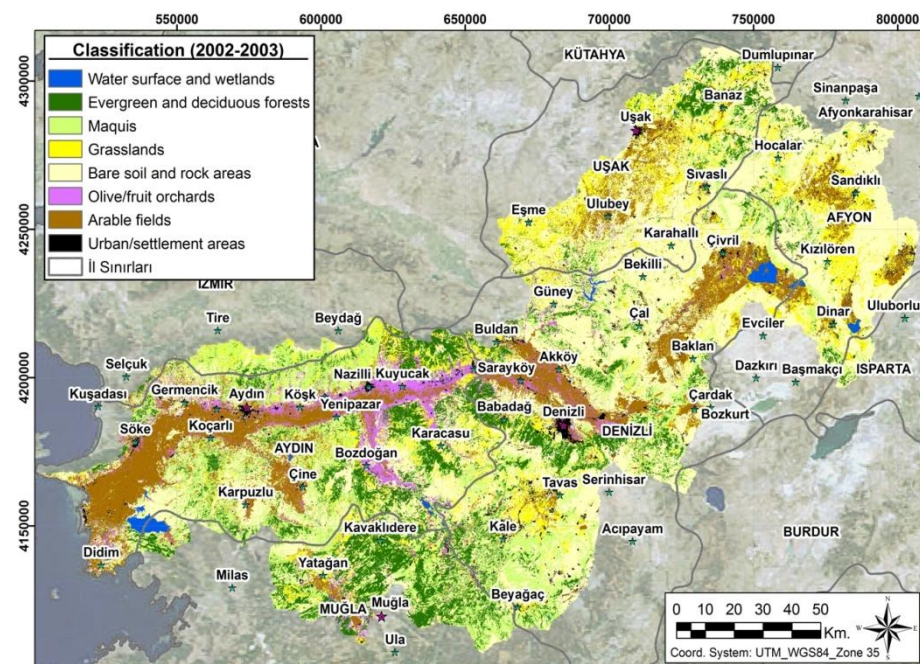 550000 600000 650000 700000 750000 800000
4300000
4250000
4200000
4150000
Classification (2002-2003)
Water surface and wetlands
Evergreen and deciduous forests
Maquis
Grasslands
Bare soil and rock areas
Olive/fruit orchards
Arable fields
Urban/settlement areas
İl Sınırları
KÜTAHYA
Dumlupınar
Sinanpaşa
Banaz
Afyonkarahisar
Uşak
Hocalar
UŞAK
Sıvaslı
Sandıklı
Ulubey
Eşme
AFYON
Karahallı
Çivril
Kızılören
Bekilli
İZMİR
Güney
Tire
Beydağ
Çal
Dinar
Uluborlu
Buldan
Evciler
Baklan
Akköy
Selçuk
Sarayköy
Nazilli
Kuyucak
Dazkırı
Başmakçı
ISPARTA
Kuşadası
Germencik
Aydın
Köşk
Çardak
Yenipazar
Babadağ
Denizli
Bozkurt
Söke
Koçarlı
Karacasu
DENİZLİ
AYDIN
Bozdoğan
Çine
Tavas
Serinhisar
Karpuzlu
Kavaklıdere
Kale
Acıpayam
BURDUR
Didim
Yatağan
Milas
Beyağaç
MUĞLA
Muğla
Ula
0 10 20 30 40 50
Km.
N
W E
S
Coord. System: UTM_WGS84_Zone 35